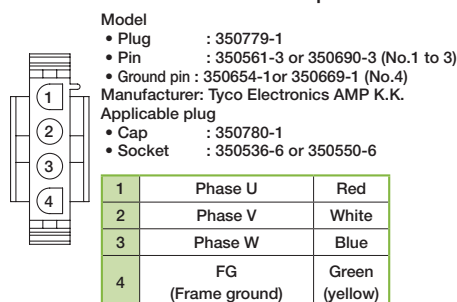 Model
• Plug : 350779-1
• Pin : 350561-3 or 350690-3 (No.1 to 3)
• Ground pin : 350654-1or 350669-1 (No.4)
Manufacturer: Tyco Electronics AMP K.K.
Applicable plug
• Cap : 350780-1
• Socket : 350536-6 or 350550-6
1
2
3
4
1 Phase U Red
2 Phase V White
3 Phase W Blue
4 FG (Frame ground) Green (yellow)